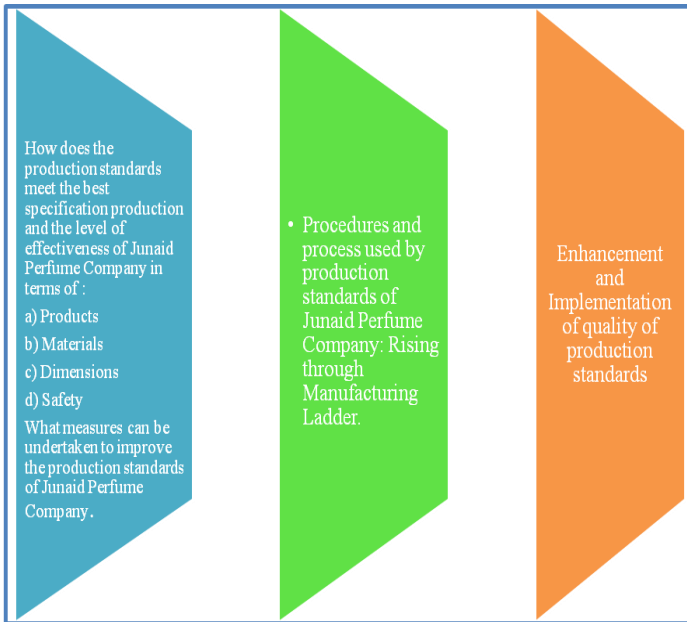 How does the
production standards
meet the best
specification production
and the level of
effectiveness of Junaid
Perfume Company in
terms of :
a) Products
b) Materials
c) Dimensions
d) Safety
What measures can be
undertaken to improve
the production standards
of Junaid Perfume
Company.
• Procedures and
process used by
production
standards of
Junaid Perfume
Company: Rising
through
Manufacturing
Ladder.
Enhancement
and
Implementation
of quality of
production
standards